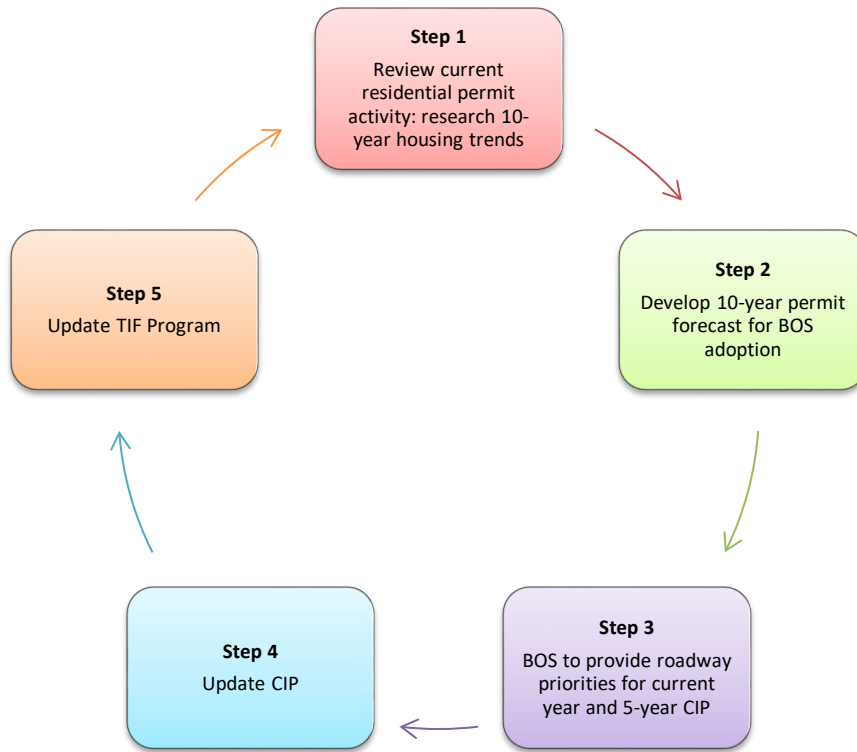 Step 1
Review current
residential permit
activity: research 10-
year housing trends
Step 2
Develop 10-year permit
forecast for BOS
adoption
Step 3
BOS to provide roadway
priorities for current
year and 5-year CIP
Step 4
Update CIP
Step 5
Update TIF Program